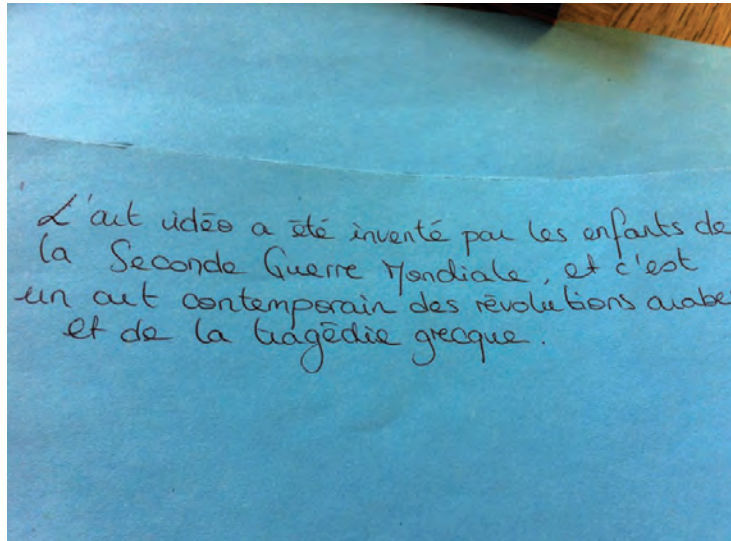 L'art vidéo a été inventé par les enfants de
la Seconde Guerre Mondiale, et c'est
un art contemporain des révolutions arabe
et de la tragédie grecque.